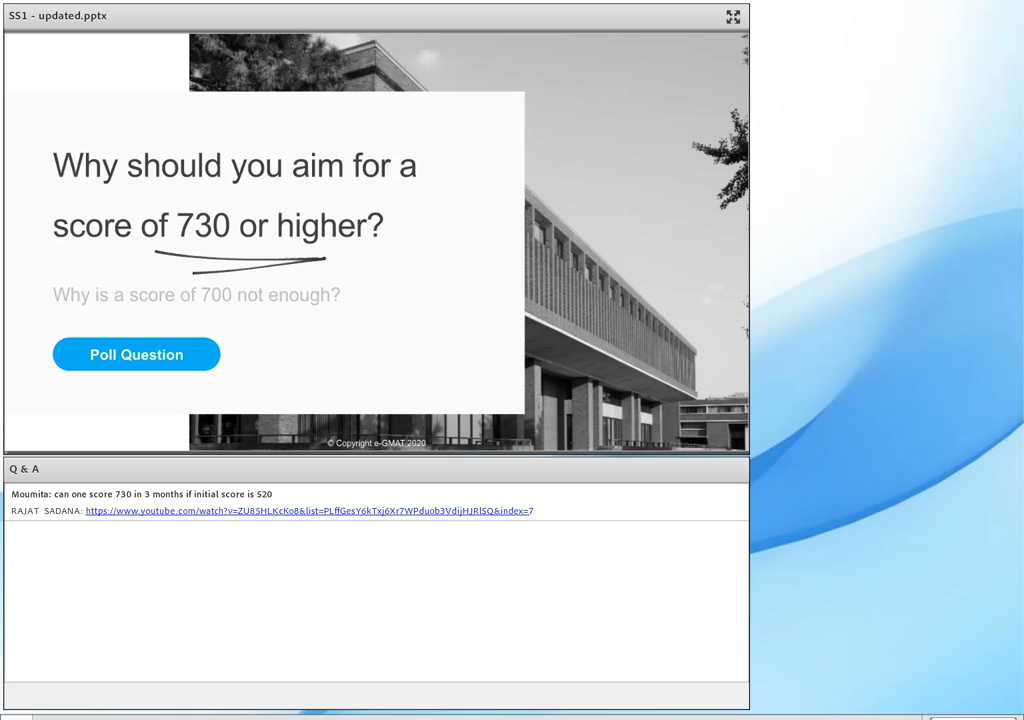 SS1 - updated.pptx
Why should you aim for a
score of 730 or higher?
Why is a score of 700 not enough?
Poll Question
© Copyright e-GMAT 2020
Q & A
Moumita: can one score 730 in 3 months if initial score is 520
RAJAT SADANA: https://www.youtube.com/watch?v=ZU85HLKcKo8&list=PLffGesY6kTxj6Xr7WPduob3VdijHJRlSQ&index=7